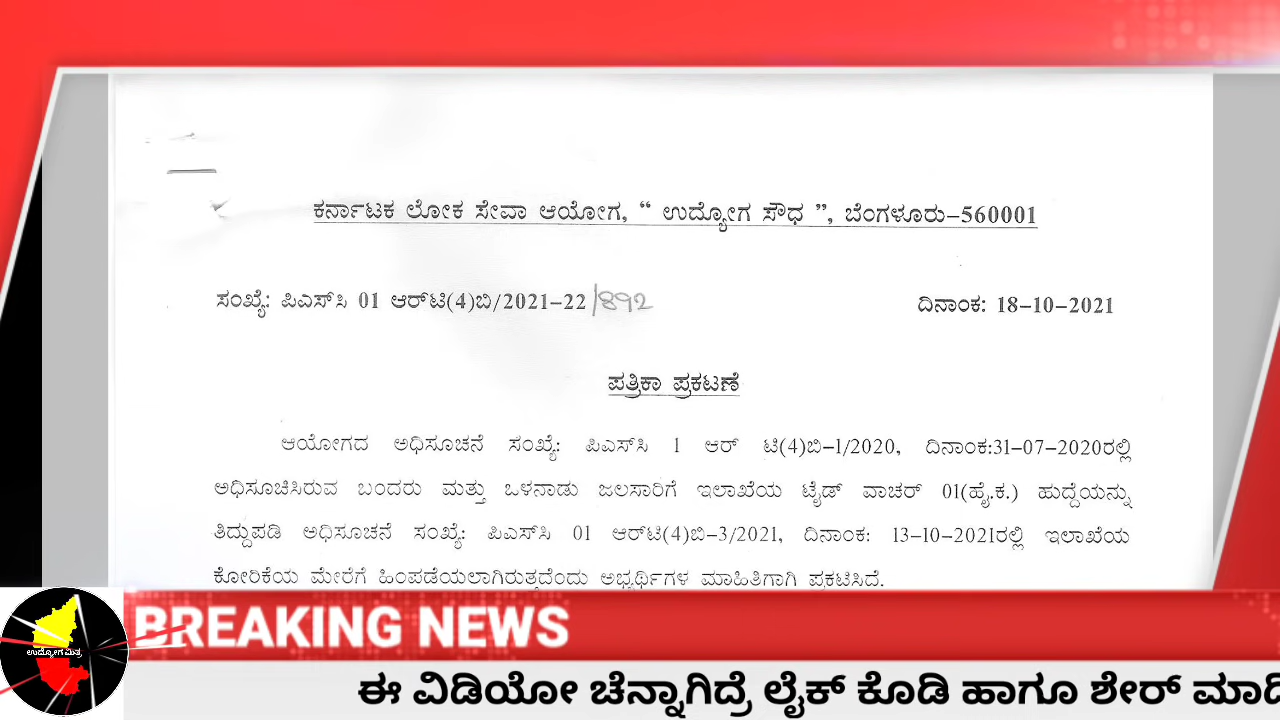 ಕರ್ನಾಟಕ ಲೋಕ ಸೇವಾ ಆಯೋಗ, “ ಉದ್ಯೋಗ ಸೌಧ ”, ಬೆಂಗಳೂರು-560001
ಸಂಖ್ಯೆ: ಪಿಎಸ್‌ಸಿ 01 ಆರ್‌ಟಿ(4)ಬಿ/2021-22/892 ದಿನಾಂಕ: 18-10-2021
ಪತ್ರಿಕಾ ಪ್ರಕಟಣೆ
ಆಯೋಗದ ಅಧಿಸೂಚನೆ ಸಂಖ್ಯೆ: ಪಿಎಸ್‌ಸಿ 1 ಆರ್ ಟಿ(4)ಬಿ-1/2020, ದಿನಾಂಕ:31-07-2020ರಲ್ಲಿ
ಅಧಿಸೂಚಿಸಿರುವ ಬಂದರು ಮತ್ತು ಒಳನಾಡು ಜಲಸಾರಿಗೆ ಇಲಾಖೆಯ ಟೈಡ್ ವಾಚರ್ 01(ಹೈ.ಕ.) ಹುದ್ದೆಯನ್ನು
ತಿದ್ದುಪಡಿ ಅಧಿಸೂಚನೆ ಸಂಖ್ಯೆ: ಪಿಎಸ್‌ಸಿ 01 ಆರ್‌ಟಿ(4)ಬಿ-3/2021, ದಿನಾಂಕ: 13-10-2021ರಲ್ಲಿ ಇಲಾಖೆಯ
ಕೋರಿಕೆಯ ಮೇರೆಗೆ ಹಿಂಪಡೆಯಲಾಗಿರುತ್ತದೆಂದು ಅಭ್ಯರ್ಥಿಗಳ ಮಾಹಿತಿಗಾಗಿ ಪ್ರಕಟಿಸಿದೆ.
BREAKING NEWS
ಉದ್ಯೋಗಮಿತ್ರ
ಈ ವಿಡಿಯೋ ಚೆನ್ನಾಗಿದ್ರೆ ಲೈಕ್ ಕೊಡಿ ಹಾಗೂ ಶೇರ್ ಮಾಡಿ